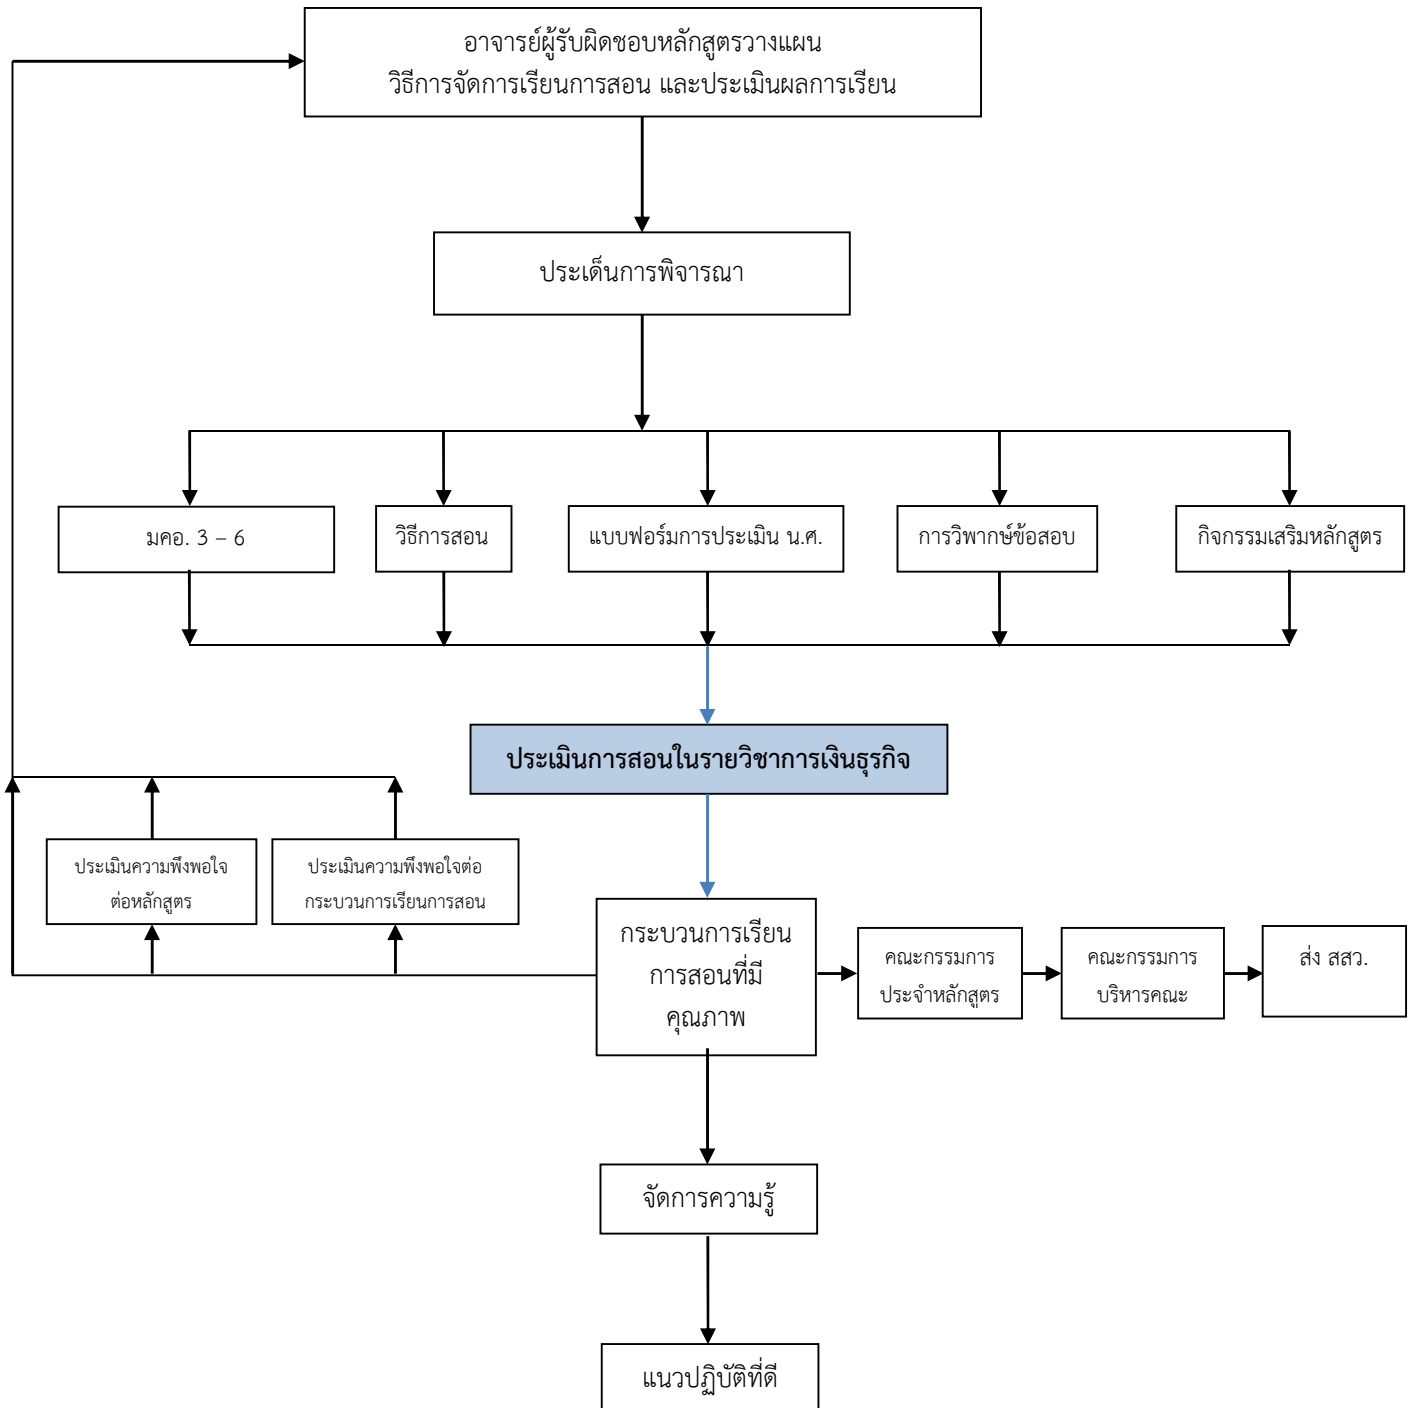 อาจารย์ผู้รับผิดชอบหลักสูตรวางแผน
วิธีการจัดการเรียนการสอน และประเมินผลการเรียน
ประเด็นการพิจารณา
มคอ. 3 – 6
วิธีการสอน
แบบฟอร์มการประเมิน น.ศ.
การวิพากษ์ข้อสอบ
กิจกรรมเสริมหลักสูตร
ประเมินการสอนในรายวิชาการเงินธุรกิจ
ประเมินความพึงพอใจ
ต่อหลักสูตร
ประเมินความพึงพอใจต่อ
กระบวนการเรียนการสอน
กระบวนการเรียน
การสอนที่มี
คุณภาพ
คณะกรรมการ
ประจำหลักสูตร
คณะกรรมการ
บริหารคณะ
ส่ง สสว.
จัดการความรู้
แนวปฏิบัติที่ดี